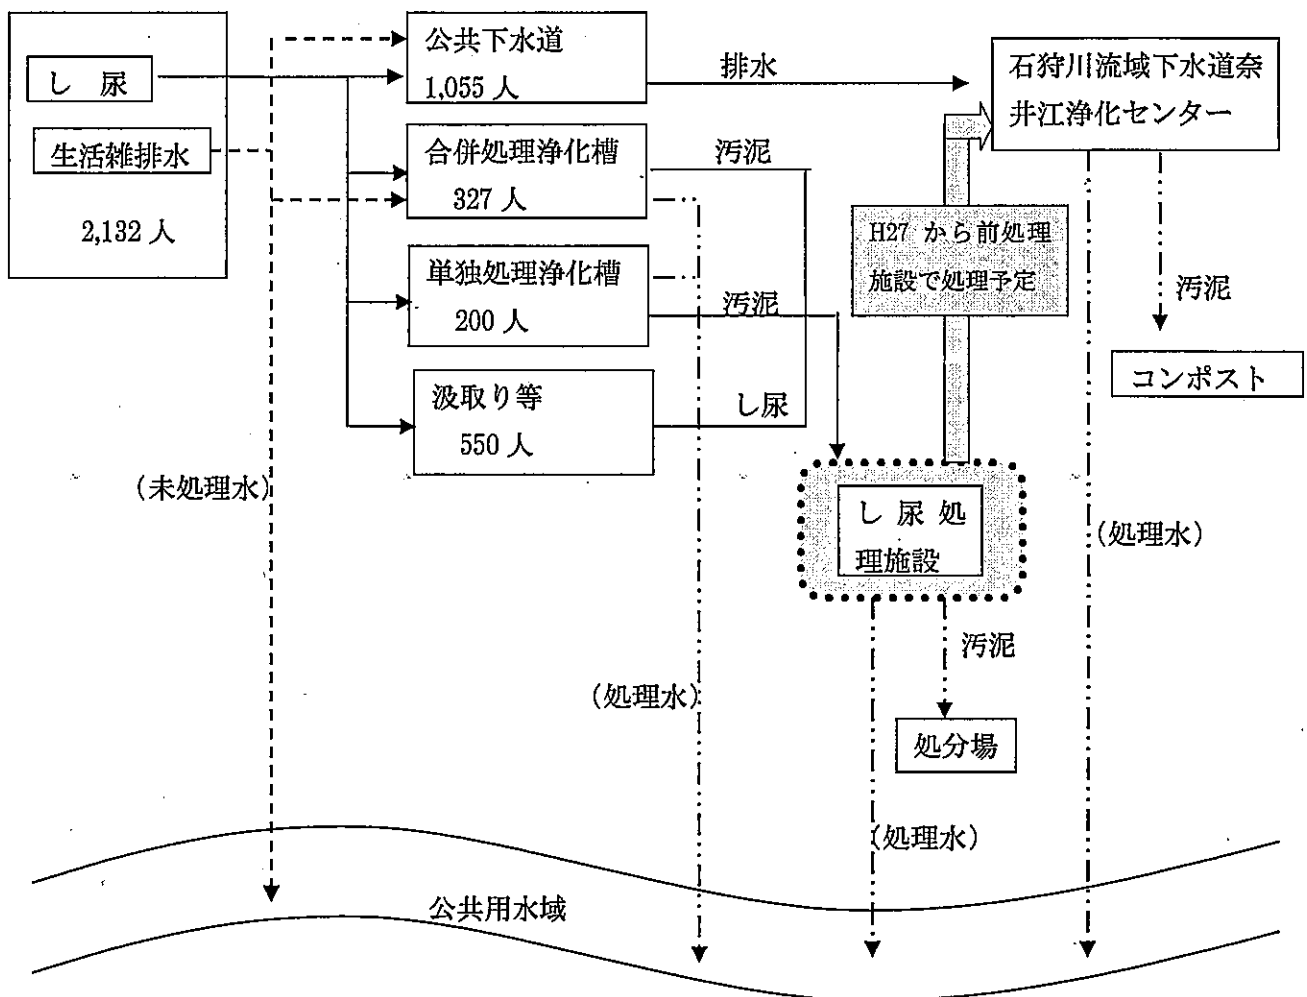 し 尿
生活雑排水
2,132 人
公共下水道
1,055 人
合併処理浄化槽
327 人
単独処理浄化槽
200 人
汲取り等
550 人
排水
汚泥
汚泥
し尿
石狩川流域下水道奈
井江浄化センター
H27 から前処理
施設で処理予定
汚泥
コンポスト
し 尿 処
理施設
汚泥
処分場
(未処理水)
(処理水)
(処理水)
(処理水)
公共用水域